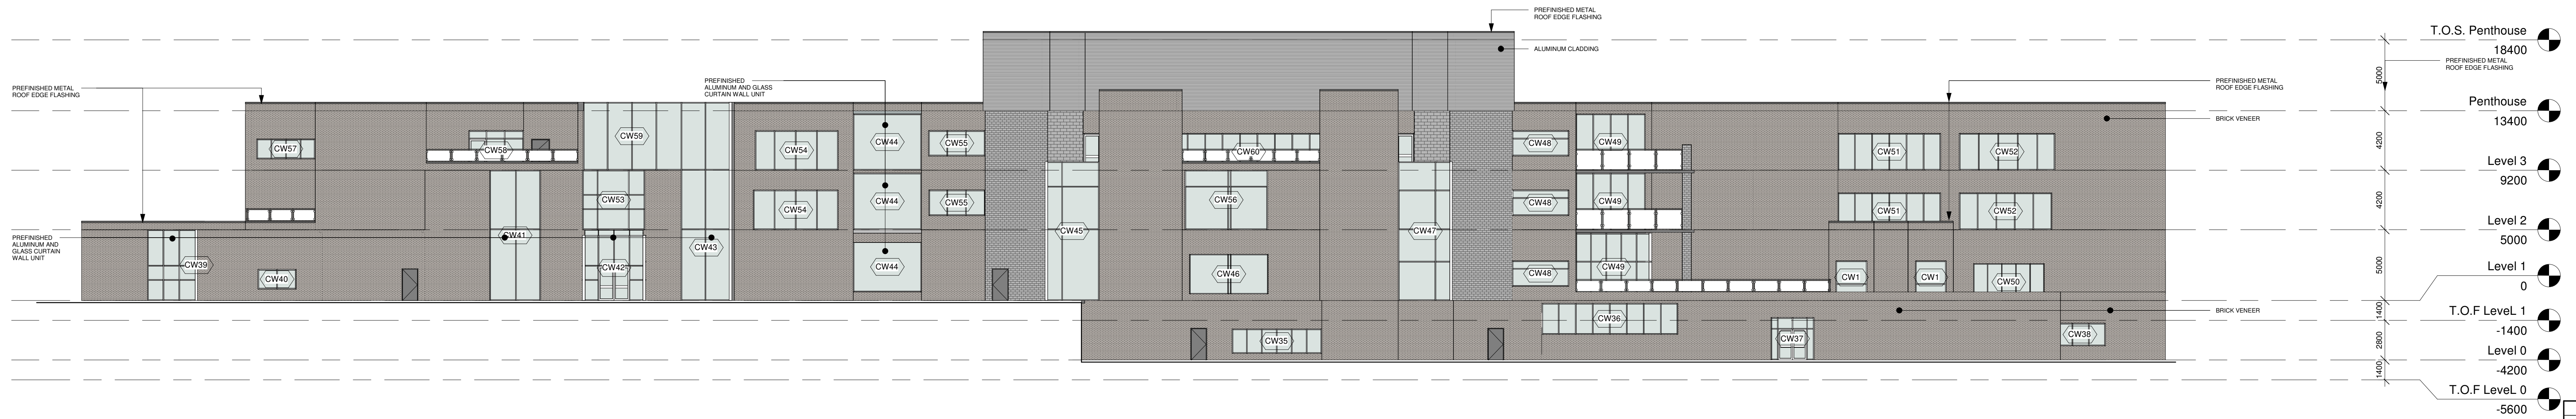 PREFINISHED METAL
ROOF EDGE FLASHING
ALUMINUM CLADDING
T.O.S. Penthouse
18400
PREFINISHED METAL
ROOF EDGE FLASHING
5000
PREFINISHED METAL
ROOF EDGE FLASHING
PREFINISHED
ALUMINUM AND GLASS
CURTAIN WALL UNIT
PREFINISHED METAL
ROOF EDGE FLASHING
Penthouse
13400
BRICK VENEER
4200
CW57
CW58
CW59
CW54
CW44
CW55
CW60
CW48
CW49
CW51
CW52
Level 3
9200
4200
CW53
CW54
CW44
CW55
CW56
CW48
CW49
CW51
CW52
Level 2
5000
5000
PREFINISHED
ALUMINUM AND
GLASS CURTAIN
WALL UNIT
CW39
CW40
CW41
CW42
CW43
CW44
CW45
CW46
CW47
CW48
CW49
CW1
CW1
CW50
Level 1
0
1400
BRICK VENEER
T.O.F LeveL 1
-1400
2800
CW35
CW36
CW37
CW38
Level 0
-4200
1400
T.O.F LeveL 0
-5600